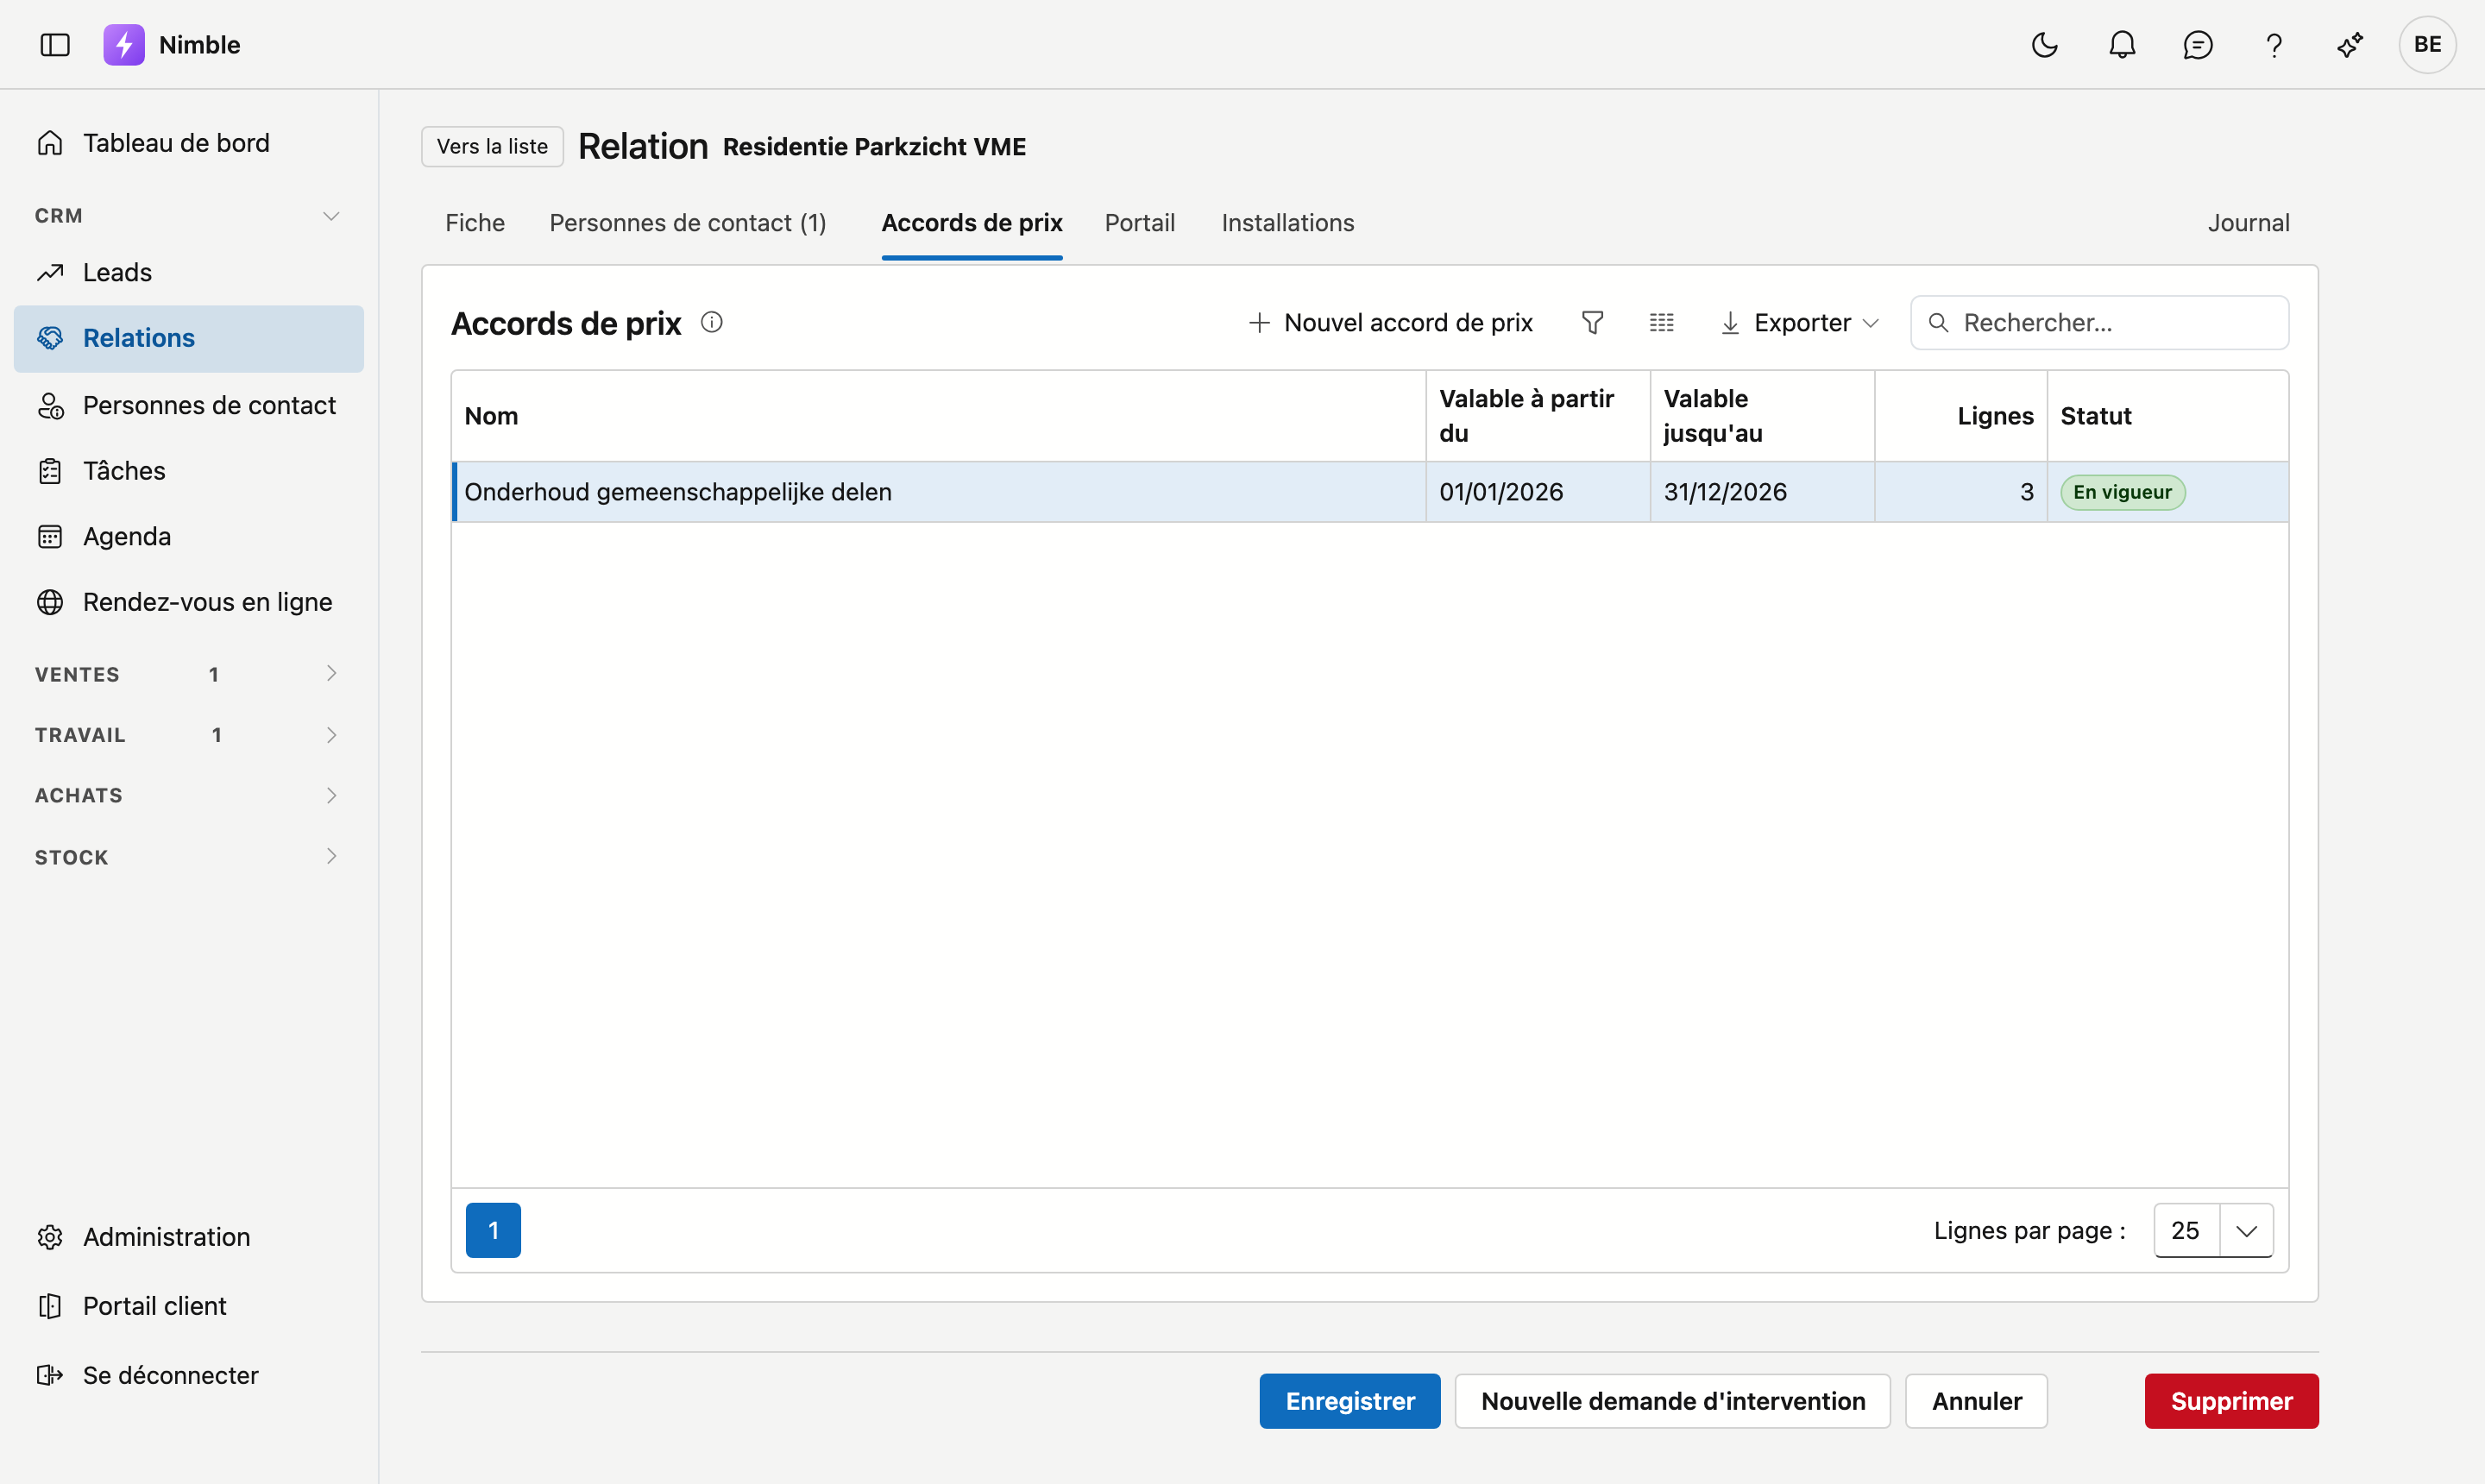 Nimble
BE
Tableau de bord
CRM
Leads
Relations
Personnes de contact
Tâches
Agenda
Rendez-vous en ligne
VENTES 1
TRAVAIL 1
ACHATS
STOCK
Administration
Portail client
Se déconnecter
Vers la liste Relation Residentie Parkzicht VME
Fiche Personnes de contact (1) Accords de prix Portail Installations Journal
Accords de prix Nouvel accord de prix Exporter Rechercher...
Nom Valable à partir du Valable jusqu'au Lignes Statut
Onderhoud gemeenschappelijke delen 01/01/2026 31/12/2026 3 En vigueur
1 Lignes par page : 25
Enregistrer Nouvelle demande d'intervention Annuler Supprimer